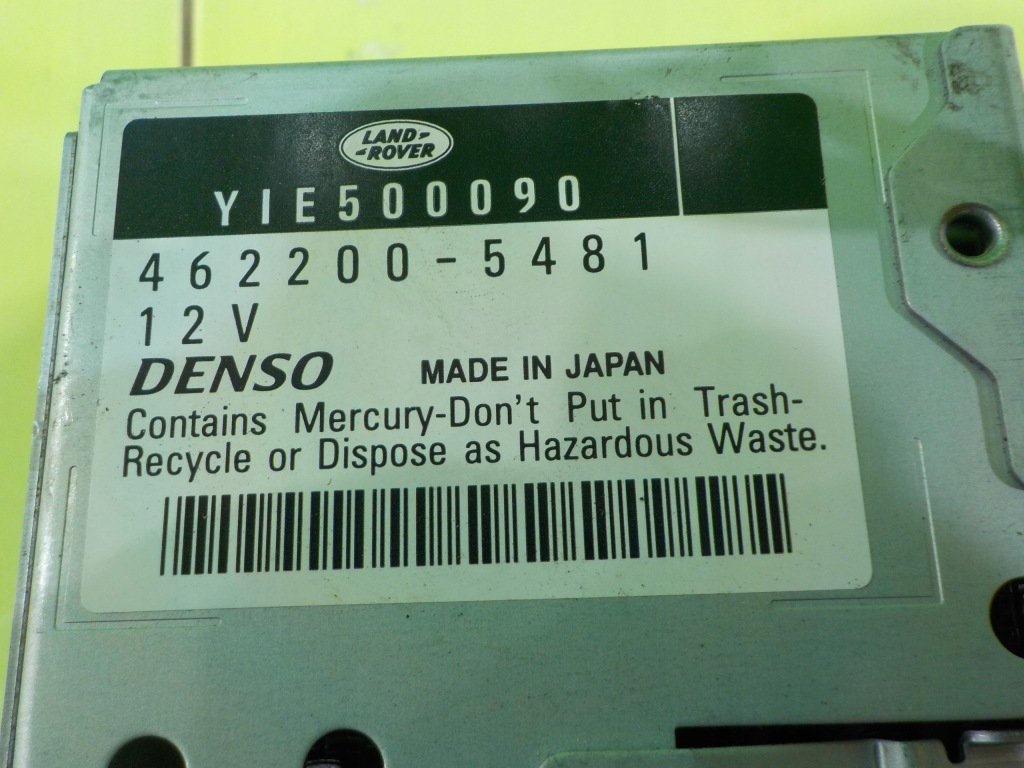 LAND-
-ROVER
YIE500090
462200-5481
12V
DENSO MADE IN JAPAN
Contains Mercury-Don't Put in Trash-
Recycle or Dispose as Hazardous Waste.